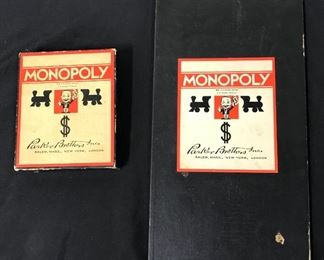 MONOPOLY
$
Parker Brothers Inc.
SALEM, MASS., NEW YORK, LONDON
MONOPOLY
$
Parker Brothers Inc.
SALEM, MASS., NEW YORK, LONDON